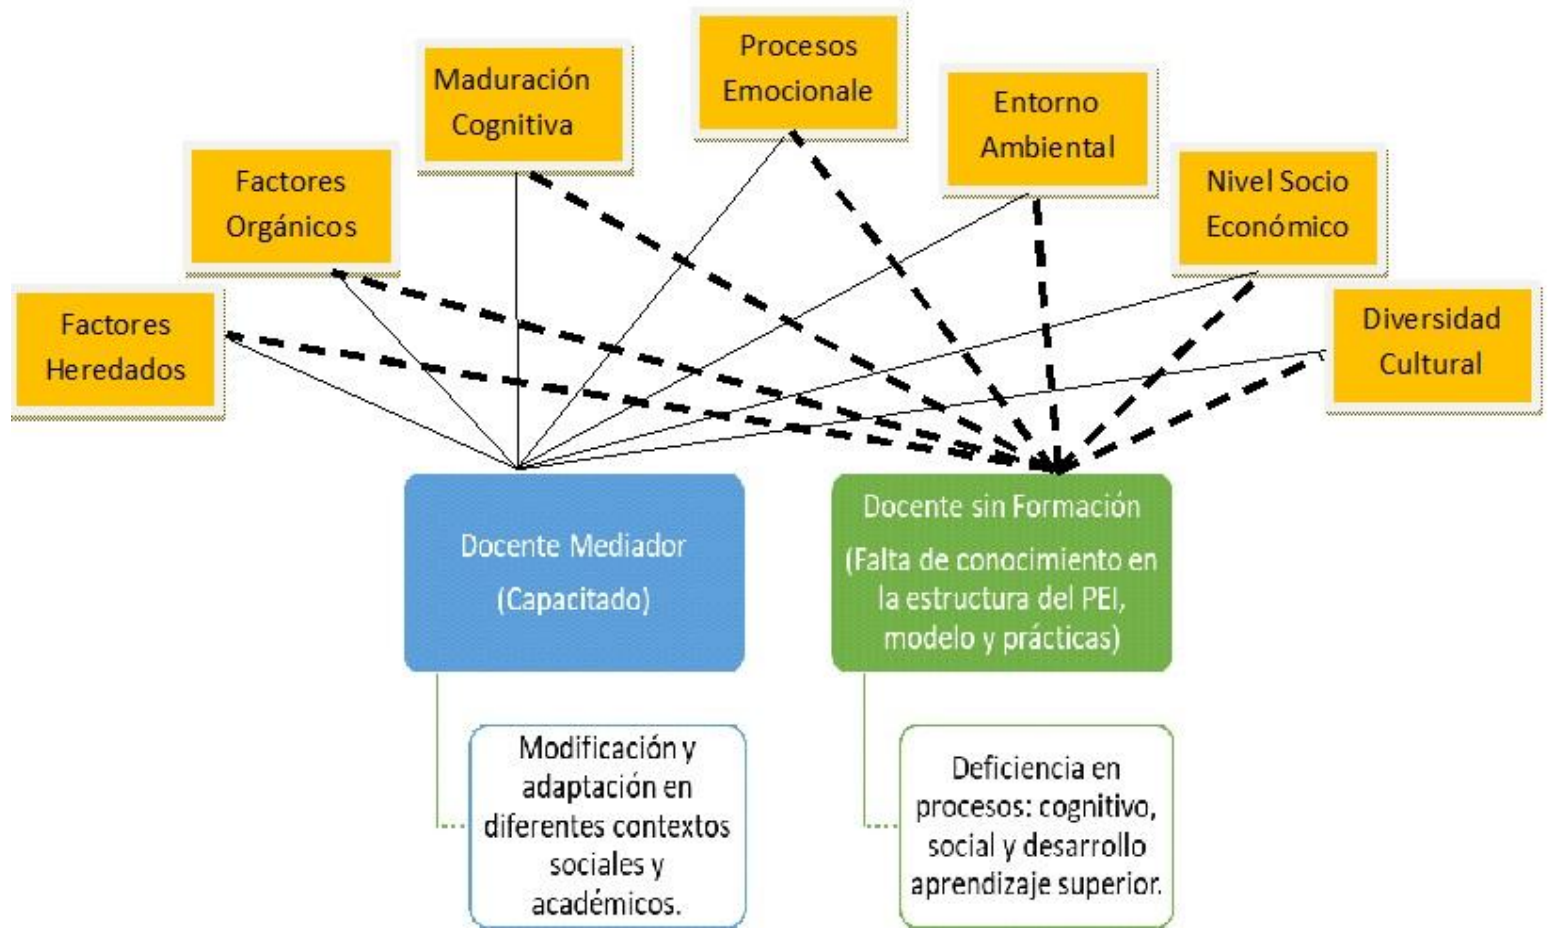 Procesos
Emocionale
Maduración
Cognitiva
Entorno
Ambiental
Factores
Orgánicos
Nivel Socio
Económico
Factores
Heredados
Diversidad
Cultural
Docente Mediador
(Capacitado)
Docente sin Formación
(Falta de conocimiento en
la estructura del PEI,
modelo y prácticas)
Modificación y
adaptación en
diferentes contextos
sociales y
académicos.
Deficiencia en
procesos: cognitivo,
social y desarrollo
aprendizaje superior.